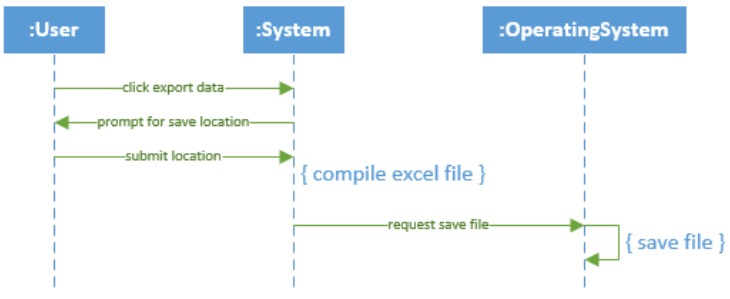 :User
:System
:OperatingSystem
click export data
prompt for save location
submit location
{ compile excel file }
request save file
{ save file }